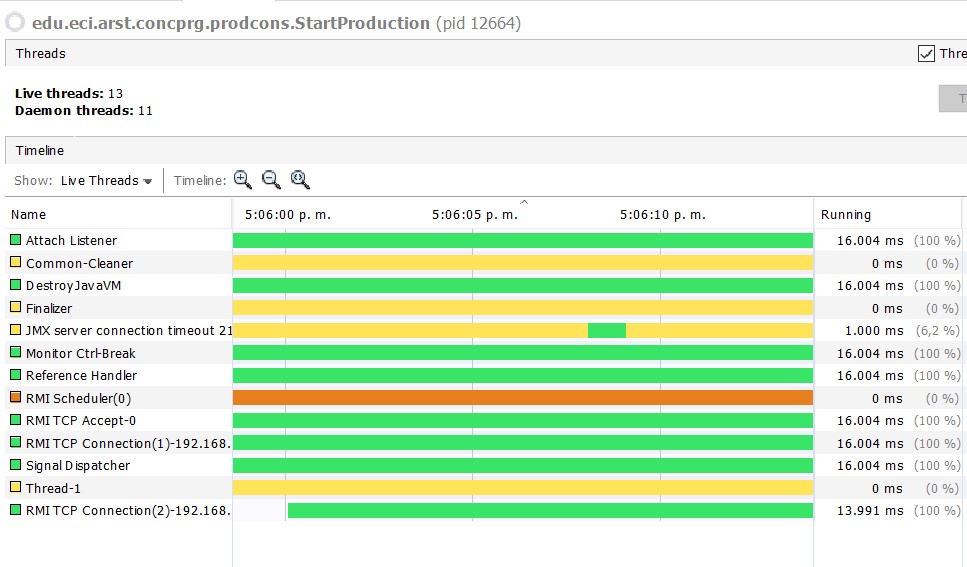 edu.eci.arst.concprg.prodcons.StartProduction (pid 12664)
Threads Thre
Live threads: 13
Daemon threads: 11
T
Timeline
Show: Live Threads Timeline:
Name 5:06:00 p. m. 5:06:05 p. m. 5:06:10 p. m. Running
Attach Listener 16.004 ms (100 %)
Common-Cleaner 0 ms (0 %)
DestroyJavaVM 16.004 ms (100 %)
Finalizer 0 ms (0 %)
JMX server connection timeout 21 1.000 ms (6,2 %)
Monitor Ctrl-Break 16.004 ms (100 %)
Reference Handler 16.004 ms (100 %)
RMI Scheduler(0) 0 ms (0 %)
RMI TCP Accept-0 16.004 ms (100 %)
RMI TCP Connection(1)-192.168. 16.004 ms (100 %)
Signal Dispatcher 16.004 ms (100 %)
Thread-1 0 ms (0 %)
RMI TCP Connection(2)-192.168. 13.991 ms (100 %)